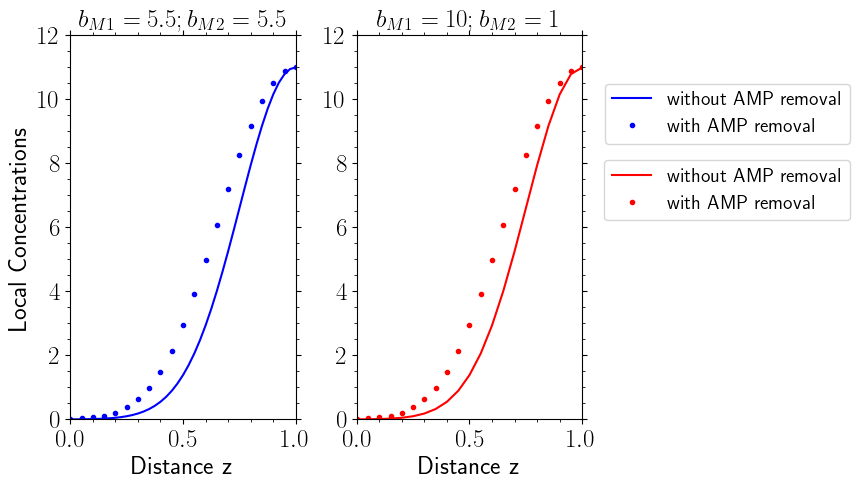 b_{M1} = 5.5; b_{M2} = 5.5
b_{M1} = 10; b_{M2} = 1
12
10
8
6
4
2
0
0.0
0.5
1.0
Local Concentrations
Distance z
12
10
8
6
4
2
0
0.0
0.5
1.0
Distance z
without AMP removal
with AMP removal
without AMP removal
with AMP removal